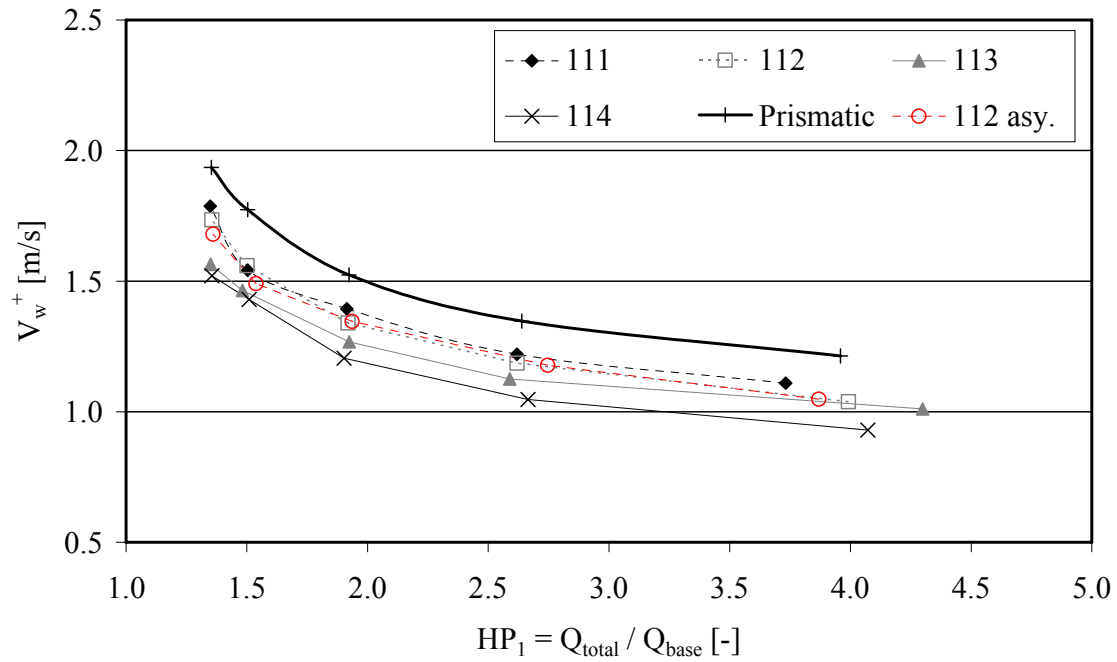 2.5
111
112
113
114
Prismatic
112 asy.
2.0
1.5
1.0
0.5
V_w^+ [m/s]
1.0 1.5 2.0 2.5 3.0 3.5 4.0 4.5 5.0
HP_1 = Q_total / Q_base [-]